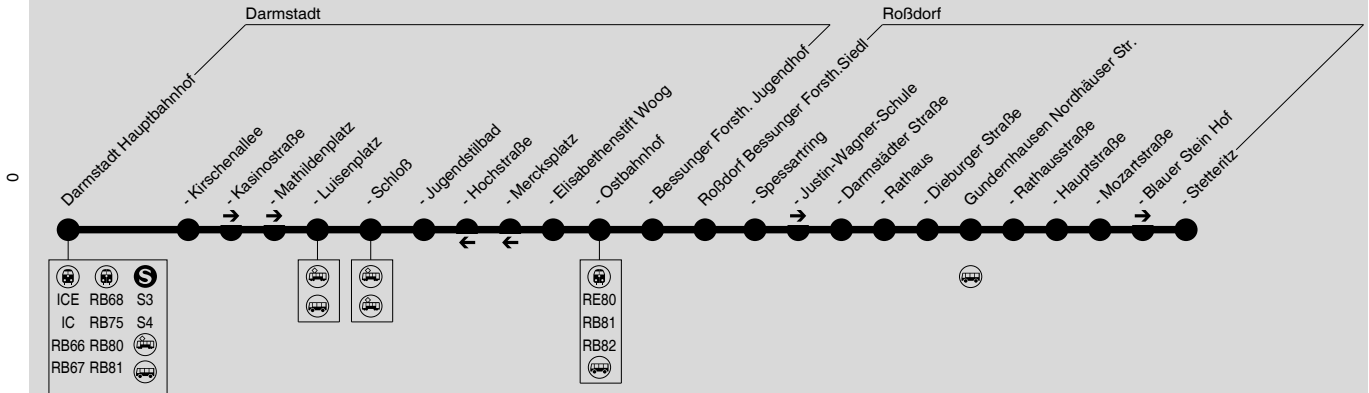 Darmstadt
Roßdorf
Darmstadt Hauptbahnhof
- Kirschenallee
- Kasinostraße
- Mathildenplatz
- Luisenplatz
- Schloß
- Jugendstilbad
- Hochstraße
- Mercksplatz
- Elisabethenstift Woog
- Ostbahnhof
- Bessunger Forsth. Jugendhof
Roßdorf Bessunger Forsth.Siedl
- Spessartring
- Justin-Wagner-Schule
- Darmstädter Straße
- Rathaus
- Dieburger Straße
Gundernhausen Nordhäuser Str.
- Rathausstraße
- Hauptstraße
- Mozartstraße
- Blauer Stein Hof
- Stetteritz
0
S
ICE RB68 S3
IC RB75 S4
RB66 RB80
RB67 RB81
RE80
RB81
RB82